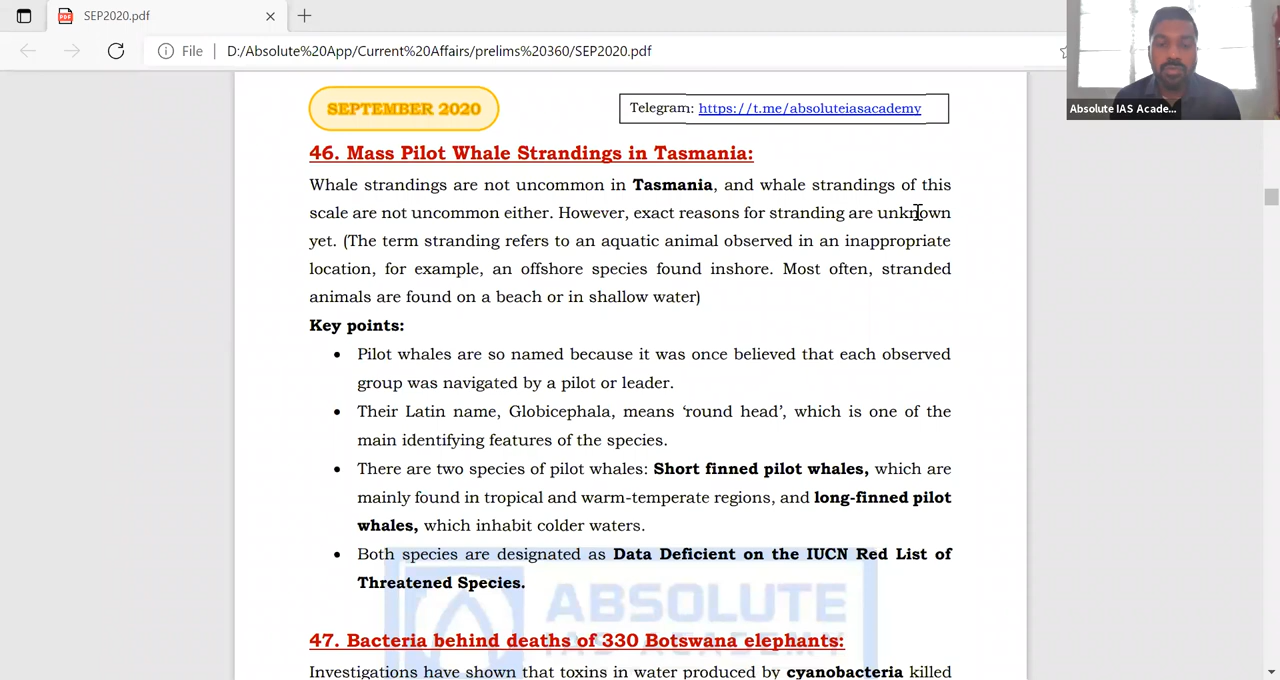 SEP2020.pdf
File
D:/Absolute%20App/Current%20Affairs/prelims%20360/SEP2020.pdf
Absolute IAS Acade...
SEPTEMBER 2020
Telegram: https://t.me/absoluteiasacademy
46. Mass Pilot Whale Strandings in Tasmania:
Whale strandings are not uncommon in Tasmania, and whale strandings of this
scale are not uncommon either. However, exact reasons for stranding are unknown
yet. (The term stranding refers to an aquatic animal observed in an inappropriate
location, for example, an offshore species found inshore. Most often, stranded
animals are found on a beach or in shallow water)
Key points:
• Pilot whales are so named because it was once believed that each observed
group was navigated by a pilot or leader.
• Their Latin name, Globicephala, means ‘round head’, which is one of the
main identifying features of the species.
• There are two species of pilot whales: Short finned pilot whales, which are
mainly found in tropical and warm-temperate regions, and long-finned pilot
whales, which inhabit colder waters.
• Both species are designated as Data Deficient on the IUCN Red List of
Threatened Species.
ABSOLUTE
IAS ACADEMY
47. Bacteria behind deaths of 330 Botswana elephants:
Investigations have shown that toxins in water produced by cyanobacteria killed